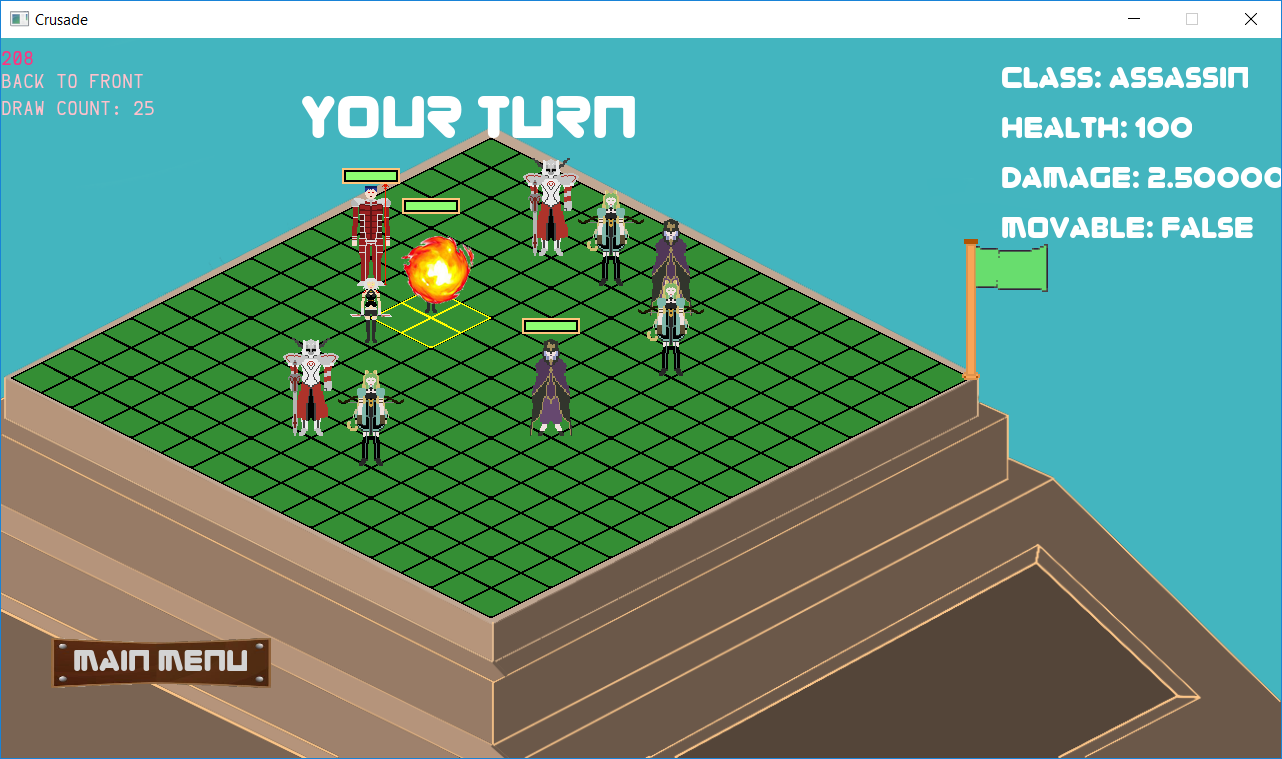 Crusade
208
BACK TO FRONT
DRAW COUNT: 25
YOUR TURN
CLASS: ASSASSIN
HEALTH: 100
DAMAGE: 2.50000
MOVABLE: FALSE
MAIN MENU